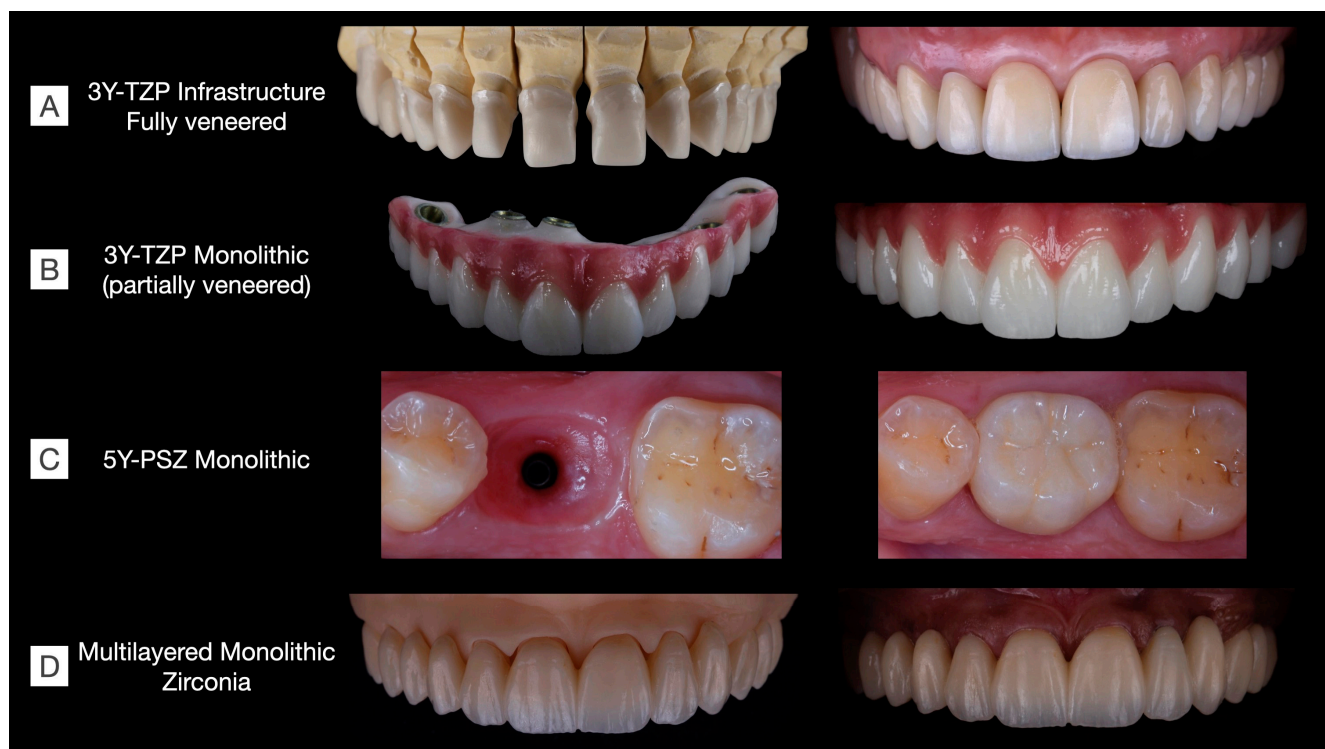 A
3Y-TZP Infrastructure
Fully veneered
B
3Y-TZP Monolithic
(partially veneered)
C
5Y-PSZ Monolithic
D
Multilayered Monolithic
Zirconia